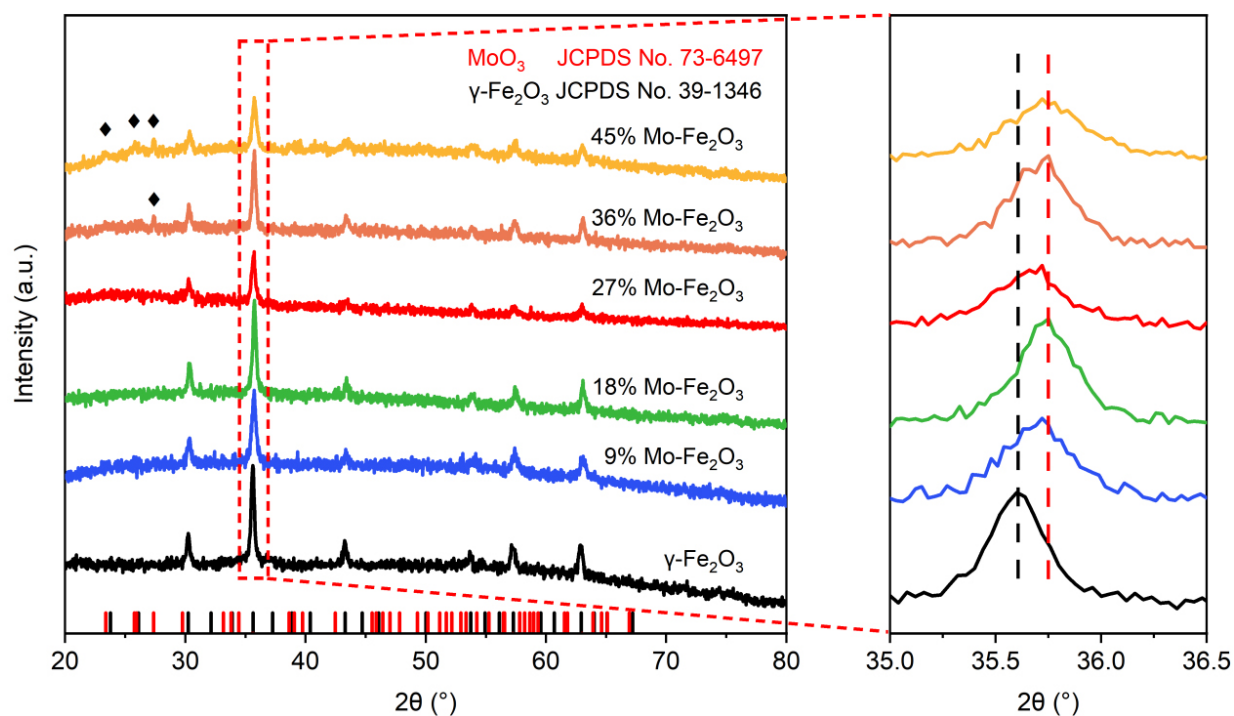 MoO₃ JCPDS No. 73-6497
γ-Fe₂O₃ JCPDS No. 39-1346
45% Mo-Fe₂O₃
36% Mo-Fe₂O₃
27% Mo-Fe₂O₃
18% Mo-Fe₂O₃
9% Mo-Fe₂O₃
γ-Fe₂O₃
Intensity (a.u.)
20 30 40 50 60 70 80
2θ (°)
35.0 35.5 36.0 36.5
2θ (°)